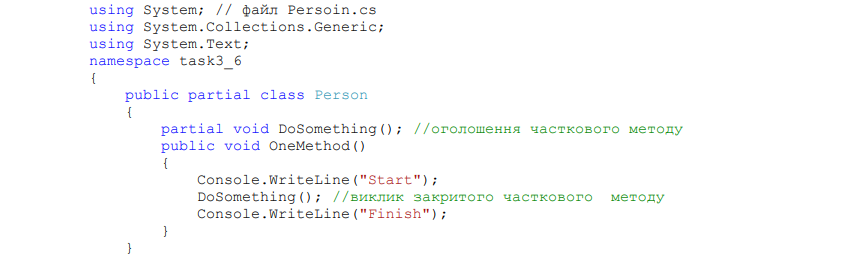 using System; // файл Persoin.cs
using System.Collections.Generic;
using System.Text;
namespace task3_6
{
    public partial class Person
    {
        partial void DoSomething(); //оголошення часткового методу
        public void OneMethod()
        {
            Console.WriteLine("Start");
            DoSomething(); //виклик закритого часткового  методу
            Console.WriteLine("Finish");
        }
    }